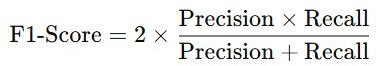 F1-Score = 2 × Precision × Recall / Precision + Recall